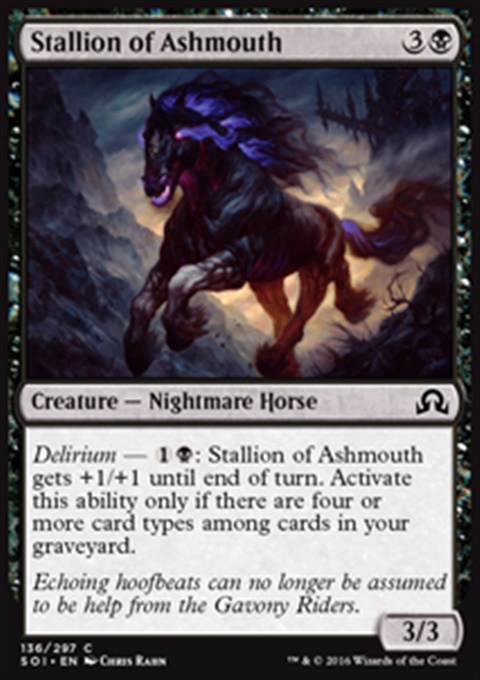 Stallion of Ashmouth 3
Creature — Nightmare Horse
Delirium — 1: Stallion of Ashmouth
gets +1/+1 until end of turn. Activate
this ability only if there are four or
more card types among cards in your
graveyard.
Echoing hoofbeats can no longer be assumed
to be help from the Gavony Riders.
3/3
136/297 C
SOI • EN Chris Rahn
™ & © 2016 Wizards of the Coast